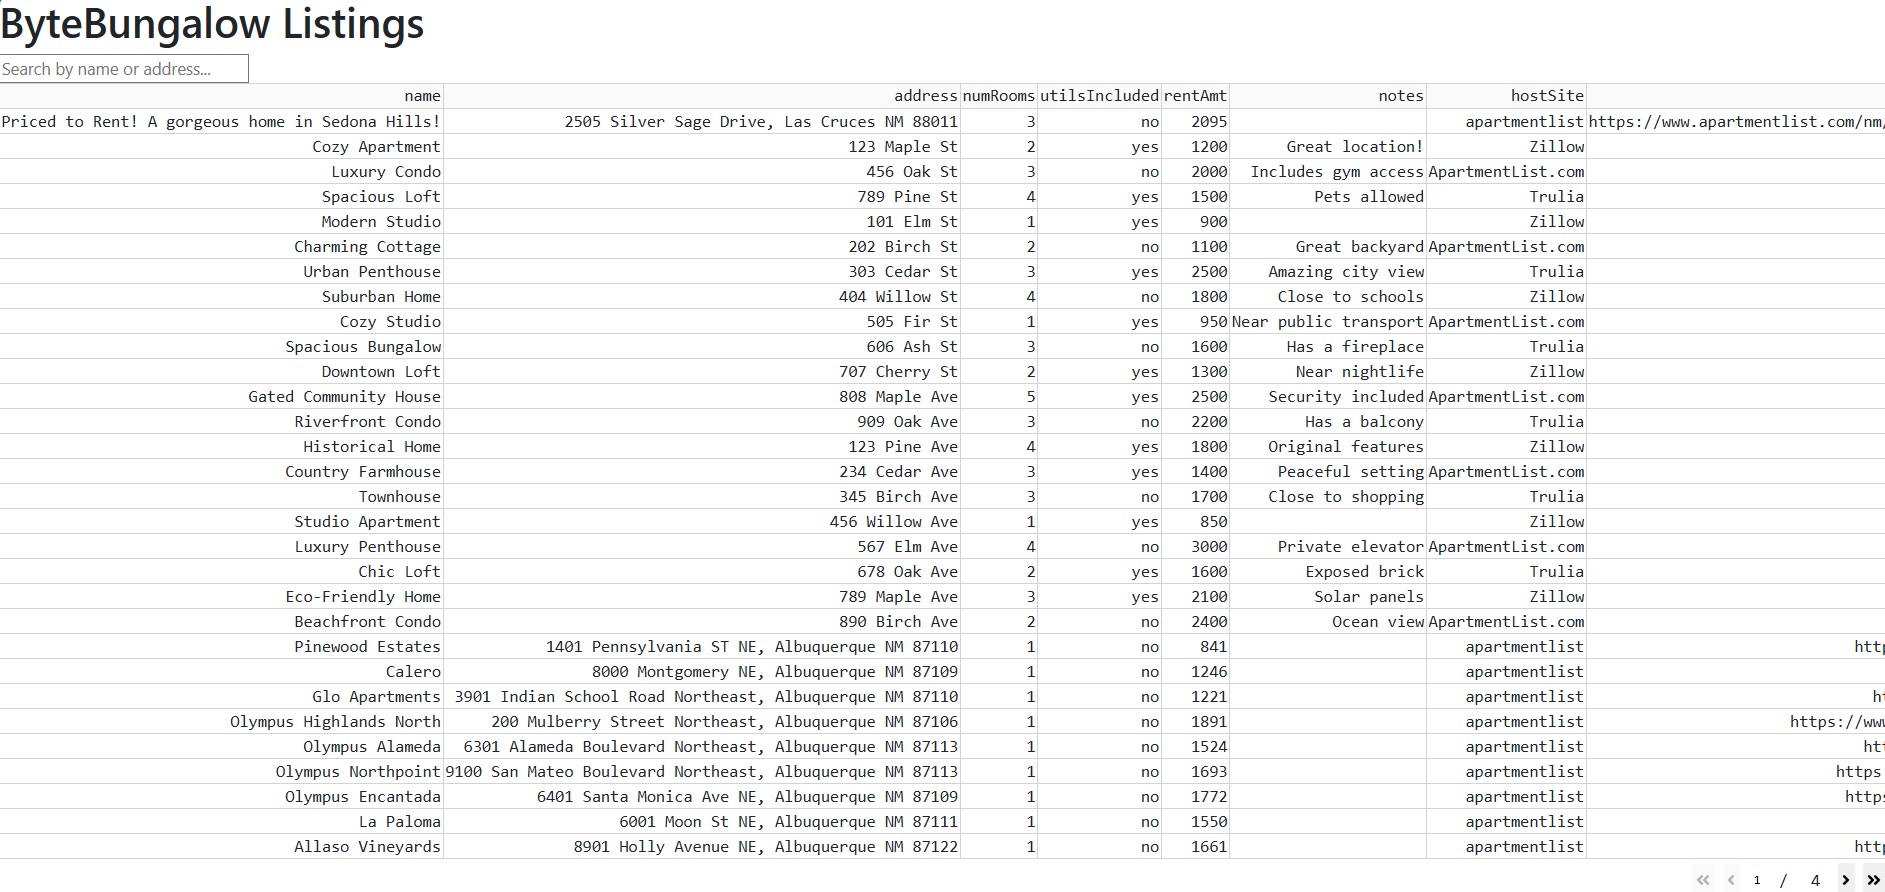 ByteBungalow Listings
Search by name or address...
name address numRooms utilsIncluded rentAmt notes hostSite
Priced to Rent! A gorgeous home in Sedona Hills! 2505 Silver Sage Drive, Las Cruces NM 88011 3 no 2095 apartmentlist https://www.apartmentlist.com/nm/
Cozy Apartment 123 Maple St 2 yes 1200 Great location! Zillow
Luxury Condo 456 Oak St 3 no 2000 Includes gym access ApartmentList.com
Spacious Loft 789 Pine St 4 yes 1500 Pets allowed Trulia
Modern Studio 101 Elm St 1 yes 900 Zillow
Charming Cottage 202 Birch St 2 no 1100 Great backyard ApartmentList.com
Urban Penthouse 303 Cedar St 3 yes 2500 Amazing city view Trulia
Suburban Home 404 Willow St 4 no 1800 Close to schools Zillow
Cozy Studio 505 Fir St 1 yes 950 Near public transport ApartmentList.com
Spacious Bungalow 606 Ash St 3 no 1600 Has a fireplace Trulia
Downtown Loft 707 Cherry St 2 yes 1300 Near nightlife Zillow
Gated Community House 808 Maple Ave 5 yes 2500 Security included ApartmentList.com
Riverfront Condo 909 Oak Ave 3 no 2200 Has a balcony Trulia
Historical Home 123 Pine Ave 4 yes 1800 Original features Zillow
Country Farmhouse 234 Cedar Ave 3 yes 1400 Peaceful setting ApartmentList.com
Townhouse 345 Birch Ave 3 no 1700 Close to shopping Trulia
Studio Apartment 456 Willow Ave 1 yes 850 Zillow
Luxury Penthouse 567 Elm Ave 4 no 3000 Private elevator ApartmentList.com
Chic Loft 678 Oak Ave 2 yes 1600 Exposed brick Trulia
Eco-Friendly Home 789 Maple Ave 3 yes 2100 Solar panels Zillow
Beachfront Condo 890 Birch Ave 2 no 2400 Ocean view ApartmentList.com
Pinewood Estates 1401 Pennsylvania ST NE, Albuquerque NM 87110 1 no 841 apartmentlist http
Calero 8000 Montgomery NE, Albuquerque NM 87109 1 no 1246 apartmentlist
Glo Apartments 3901 Indian School Road Northeast, Albuquerque NM 87110 1 no 1221 apartmentlist ht
Olympus Highlands North 200 Mulberry Street Northeast, Albuquerque NM 87106 1 no 1891 apartmentlist https://www
Olympus Alameda 6301 Alameda Boulevard Northeast, Albuquerque NM 87113 1 no 1524 apartmentlist htt
Olympus Northpoint 9100 San Mateo Boulevard Northeast, Albuquerque NM 87113 1 no 1693 apartmentlist https
Olympus Encantada 6401 Santa Monica Ave NE, Albuquerque NM 87109 1 no 1772 apartmentlist https
La Paloma 6001 Moon St NE, Albuquerque NM 87111 1 no 1550 apartmentlist
Allaso Vineyards 8901 Holly Avenue NE, Albuquerque NM 87122 1 no 1661 apartmentlist http
« ‹ 1 / 4 › »